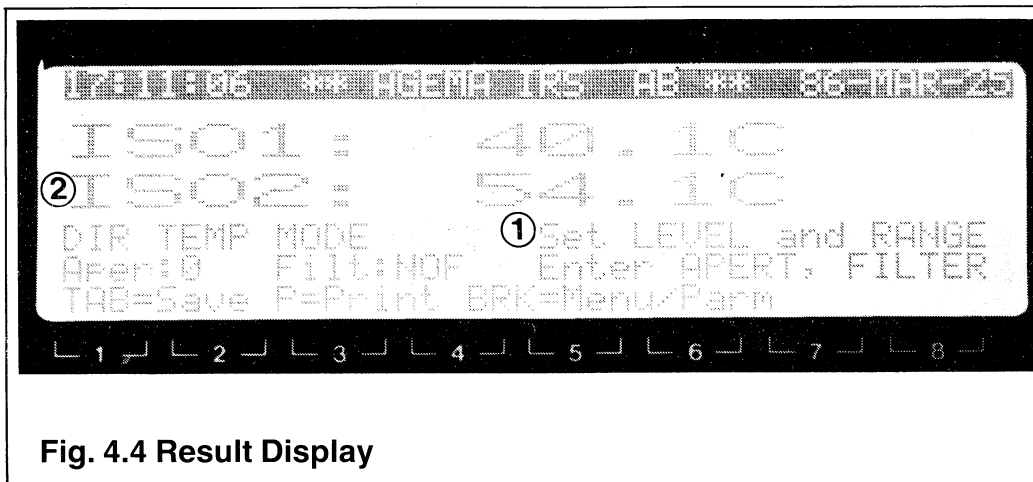 17:11:06 ** AGEMA IRS AB ** 86-MAR-25
ISO1: 40.1C
②ISO2: 54.1C
DIR TEMP MODE ①Set LEVEL and RANGE
Aper:0 Filt:NOF Enter APERT, FILTER
TAB=Save P=Print BRK=Menu/Parm
1 2 3 4 5 6 7 8
Fig. 4.4 Result Display